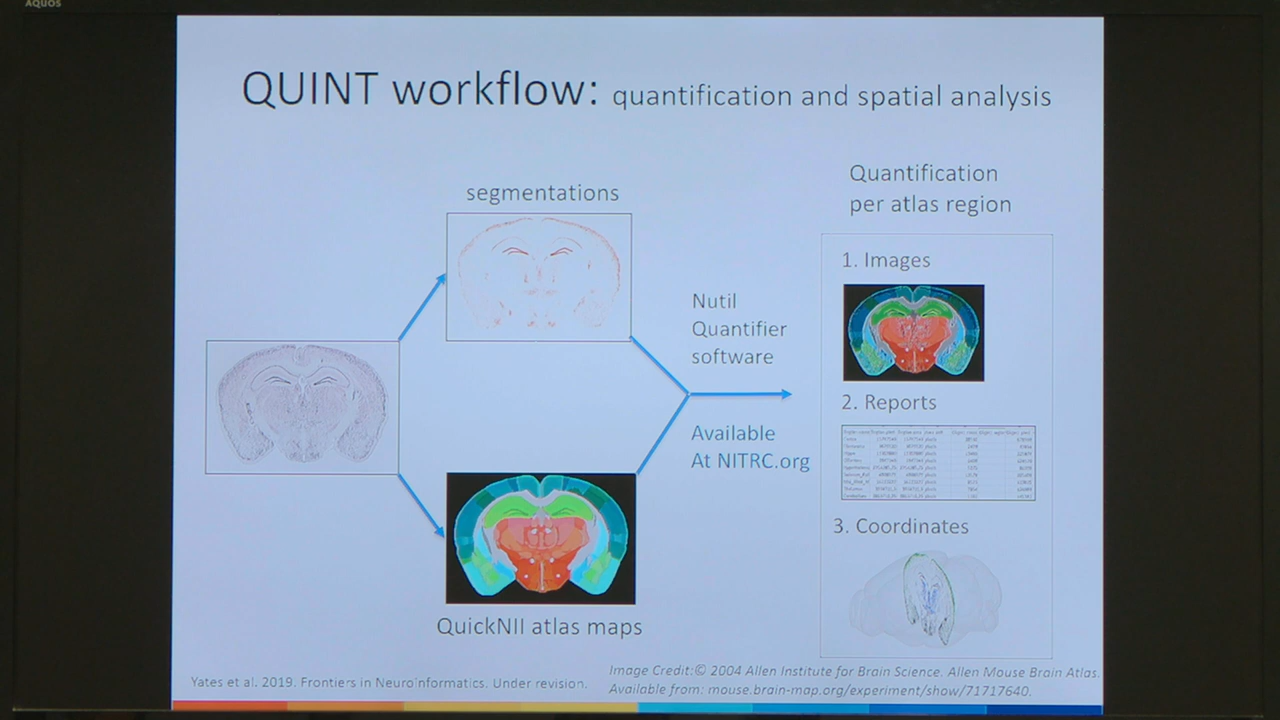 AQUOS
QUINT workflow: quantification and spatial analysis
segmentations
Quantification
per atlas region
1. Images
Nutil
Quantifier
software
2. Reports
Available
At NITRC.org
3. Coordinates
QuickNII atlas maps
Yates et al. 2019. Frontiers in Neuroinformatics. Under revision.
Image Credit:© 2004 Allen Institute for Brain Science. Allen Mouse Brain Atlas.
Available from: mouse.brain-map.org/experiment/show/71717640.